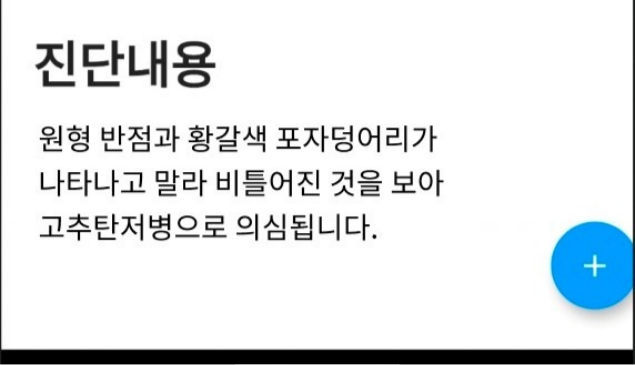 진단내용
원형 반점과 황갈색 포자덩어리가
나타나고 말라 비틀어진 것을 보아
고추탄저병으로 의심됩니다.
+